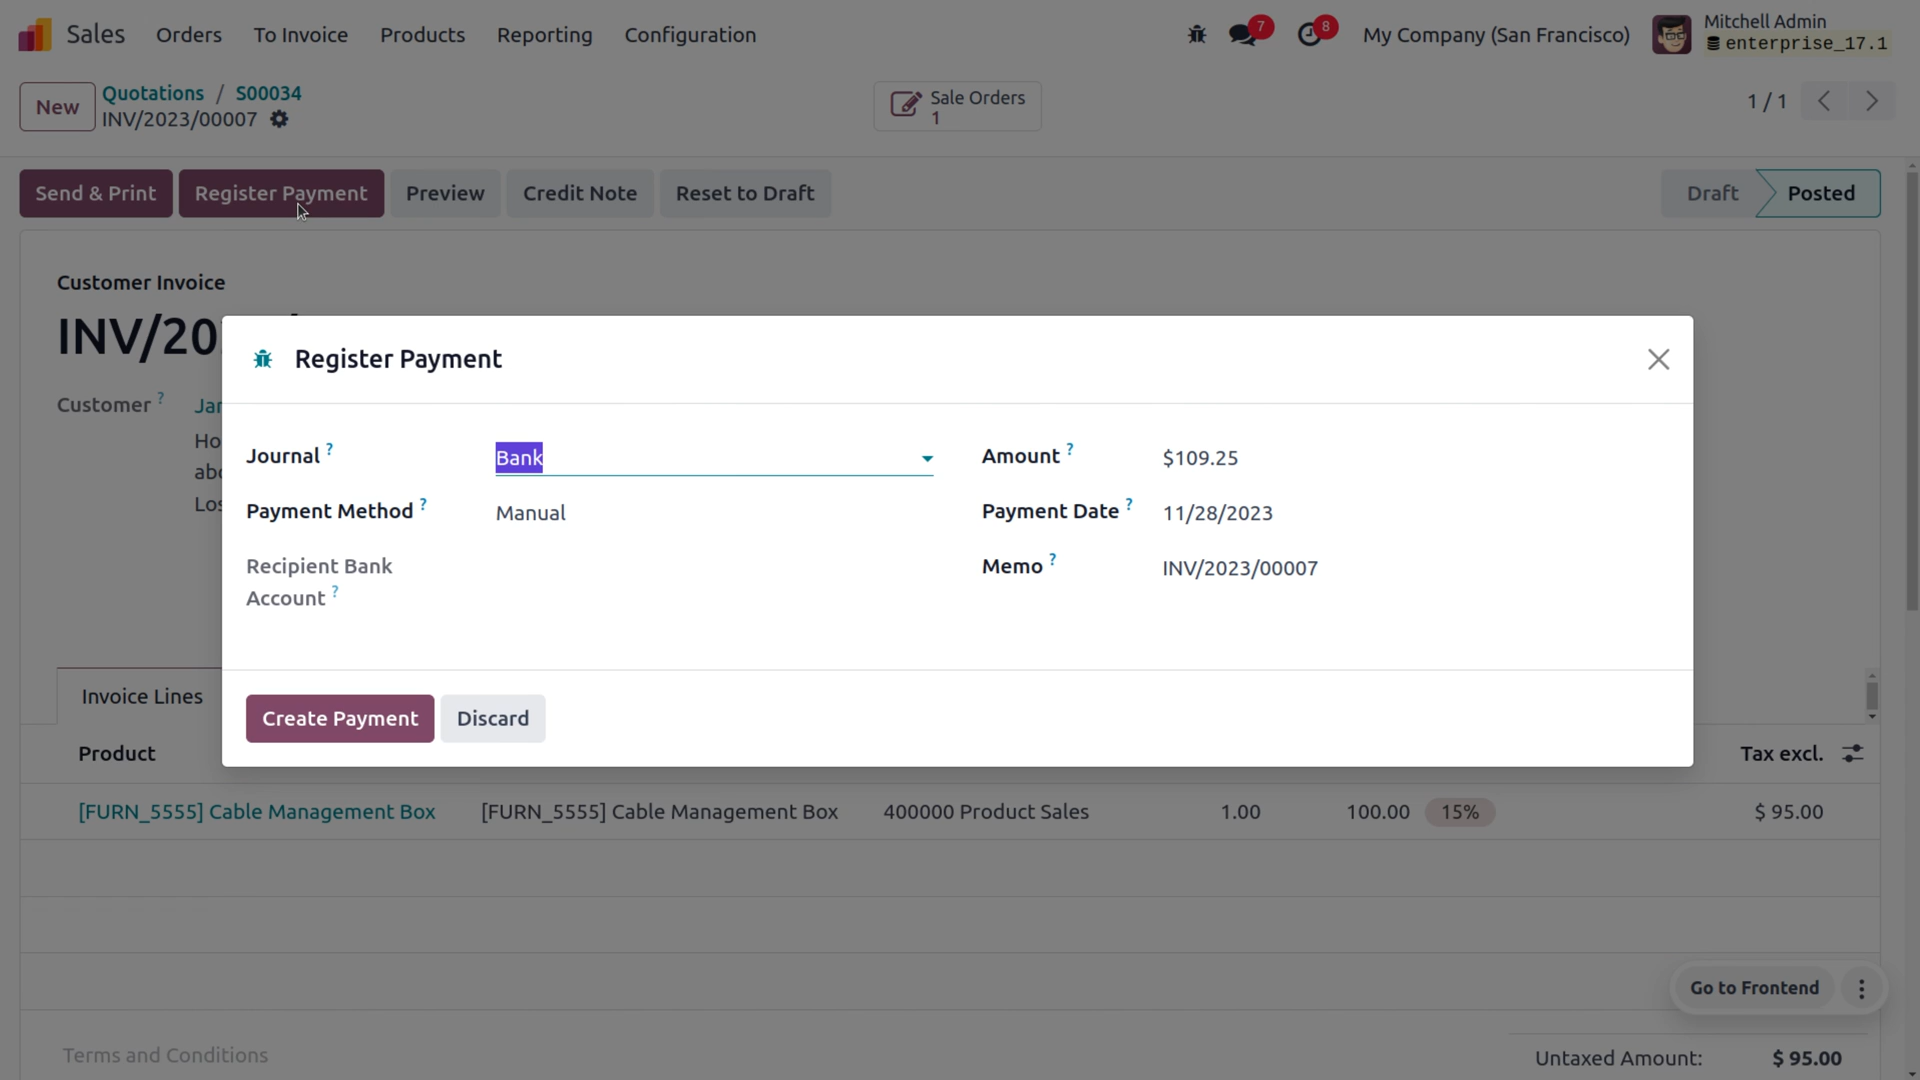 Sales Orders To Invoice Products Reporting Configuration 7 8 My Company (San Francisco) Mitchell Admin
enterprise_17.1
New Quotations / S00034
INV/2023/00007
Sale Orders
1
1 / 1
Send & Print Register Payment Preview Credit Note Reset to Draft Draft Posted
Customer Invoice
INV/20
Register Payment
Customer ? Jar
Ho
abo
Los
Journal ? Bank Amount ? $109.25
Payment Method ? Manual Payment Date ? 11/28/2023
Recipient Bank
Account ?
Memo ? INV/2023/00007
Invoice Lines
Create Payment Discard
Product Tax excl.
[FURN_5555] Cable Management Box [FURN_5555] Cable Management Box 400000 Product Sales 1.00 100.00 15% $ 95.00
Go to Frontend
Terms and Conditions
Untaxed Amount: $ 95.00